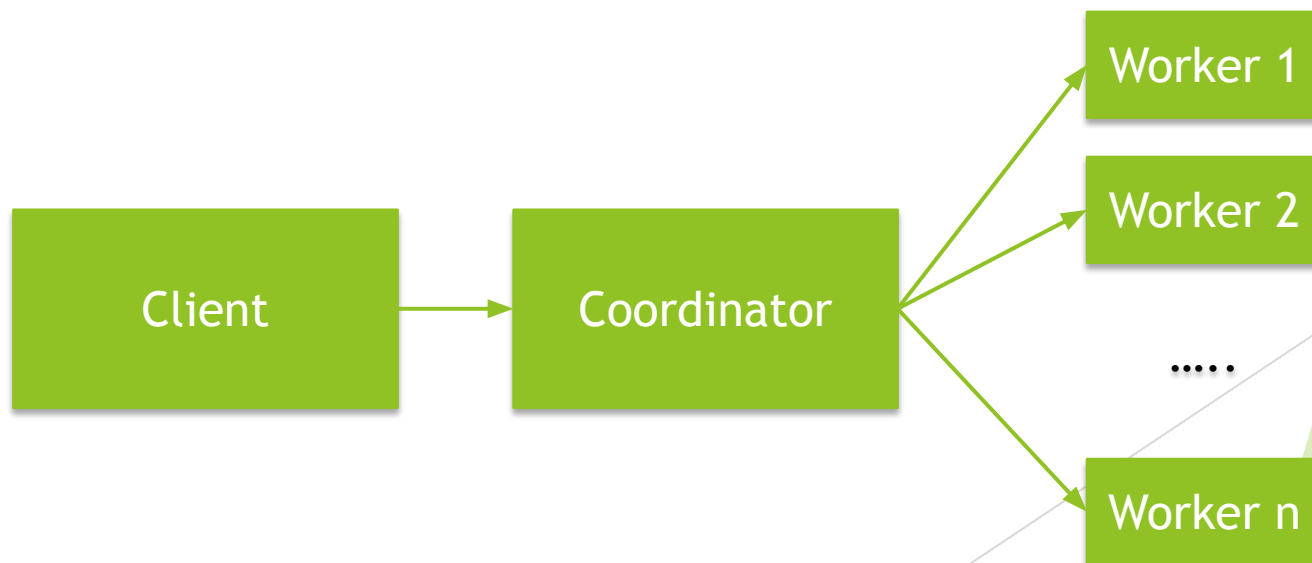 Worker 1
Worker 2
Client
Coordinator
.....
Worker n